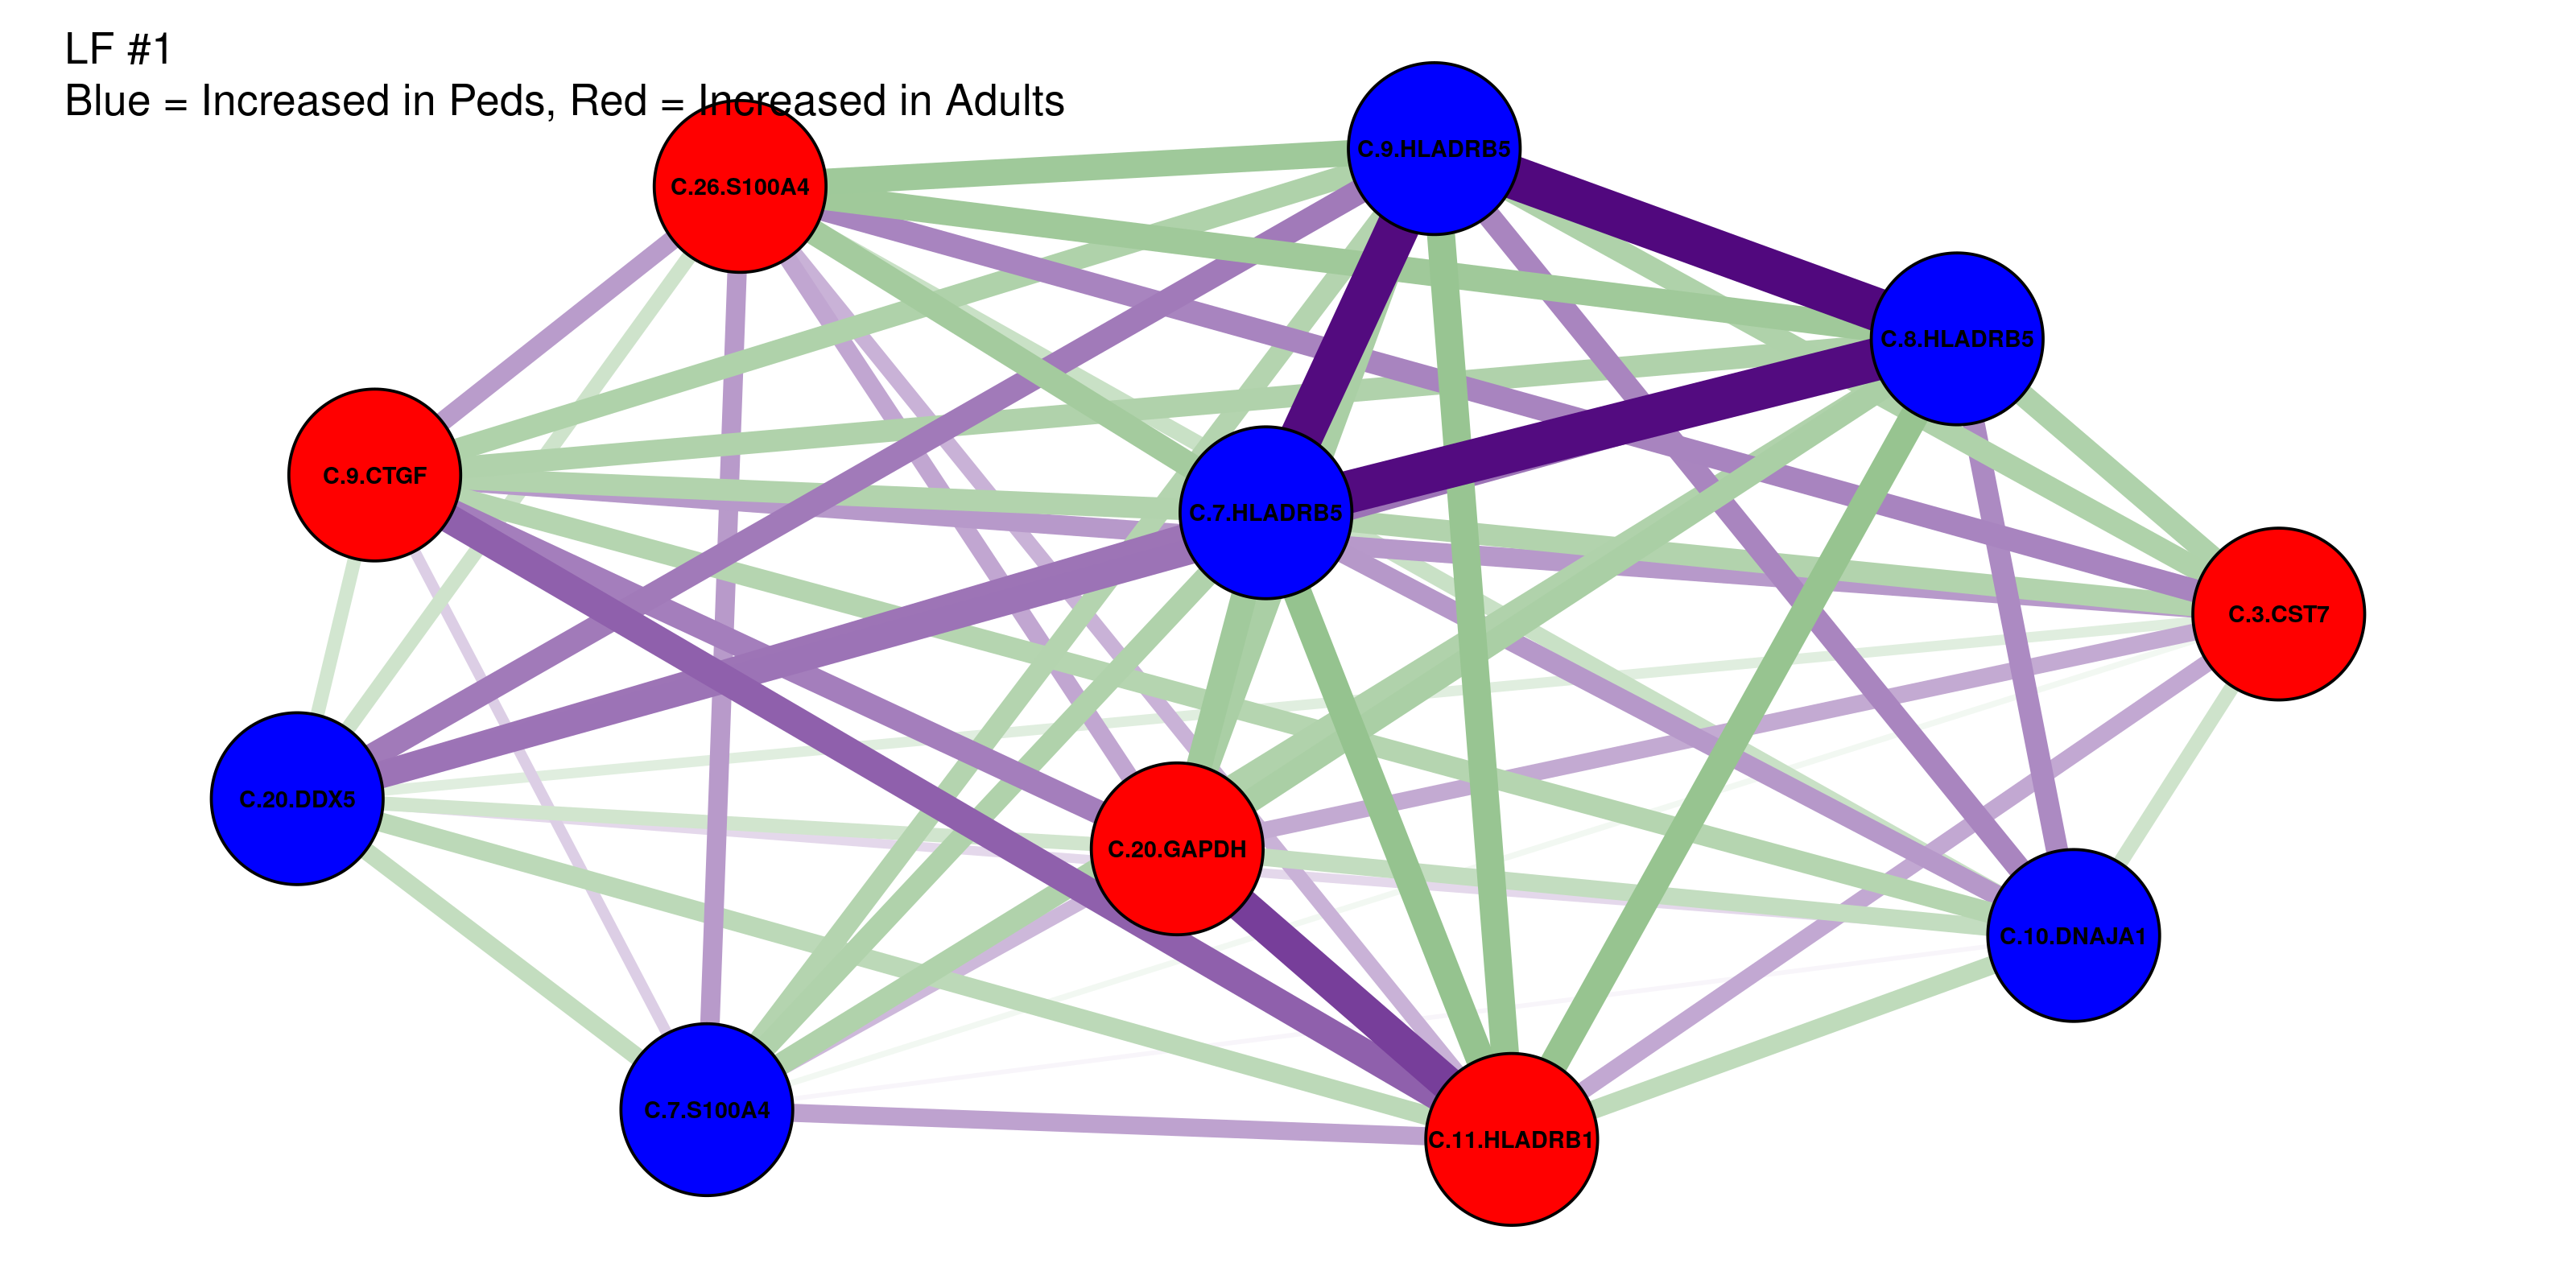 LF #1
Blue = Increased in Peds, Red = Increased in Adults
C.9.HLADRB5
C.26.S100A4
C.8.HLADRB5
C.9.CTGF
C.7.HLADRB5
C.3.CST7
C.20.DDX5
C.20.GAPDH
C.10.DNAJA1
C.7.S100A4
C.11.HLADRB1